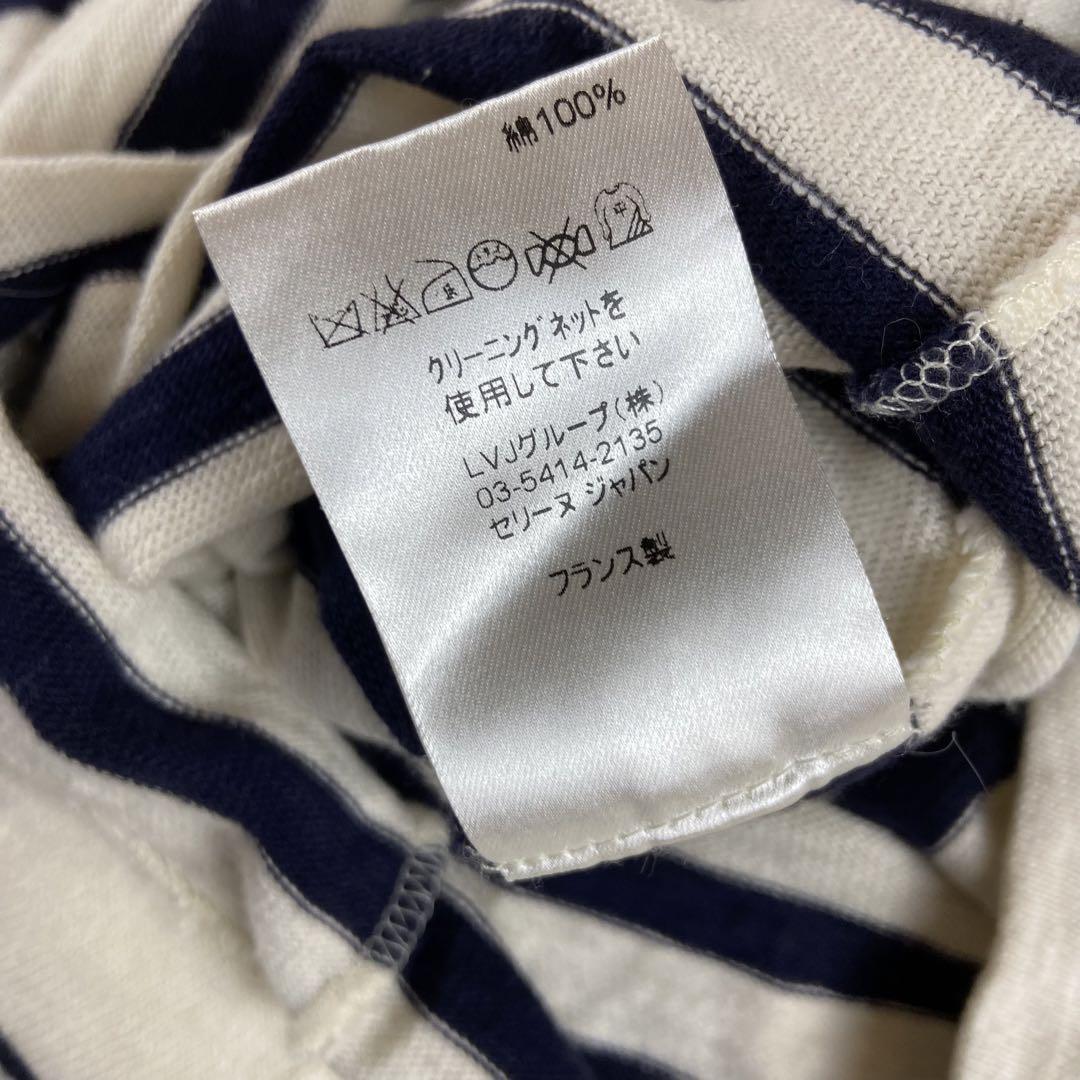 綿100%
クリーニングネットを
使用して下さい
LVJグループ(株)
03-5414-2135
セリーヌ ジャパン
フランス製